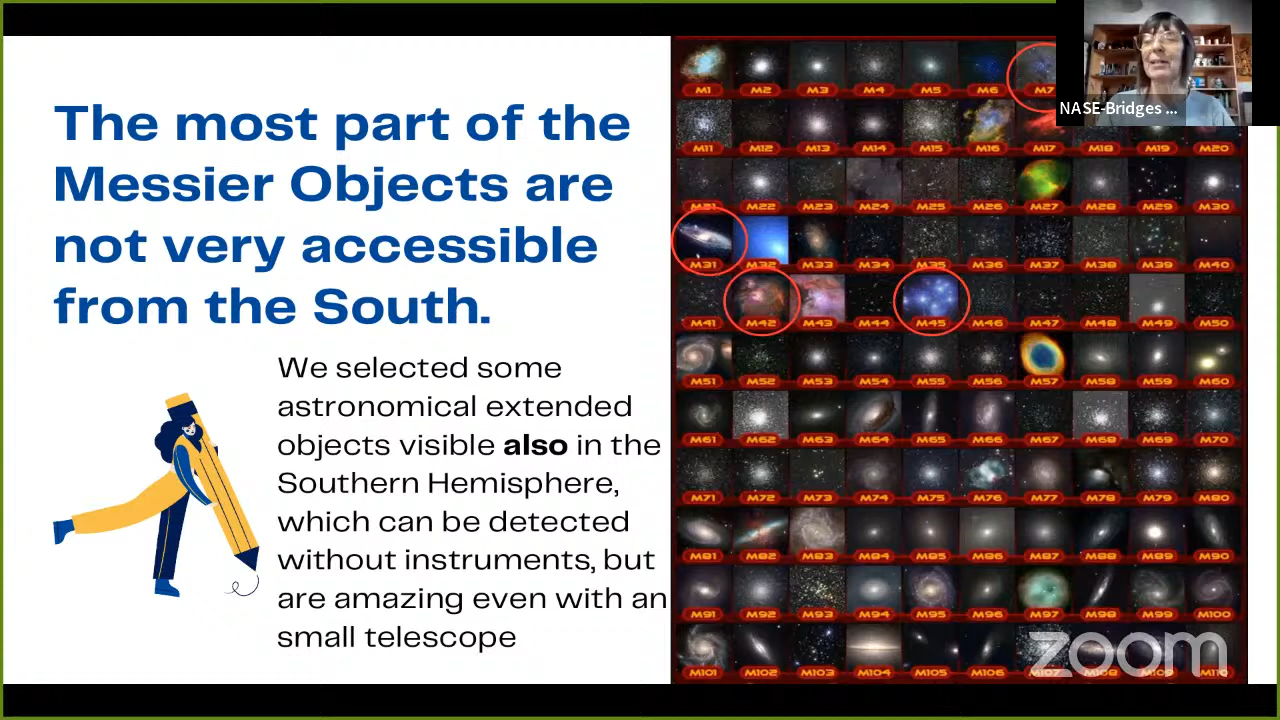 The most part of the
Messier Objects are
not very accessible
from the South.
We selected some
astronomical extended
objects visible also in the
Southern Hemisphere,
which can be detected
without instruments, but
are amazing even with an
small telescope
M1 M2 M3 M4 M5 M6 M7
M11 M12 M13 M14 M15 M16 M17 M18 M19 M20
M21 M22 M23 M24 M25 M26 M27 M28 M29 M30
M31 M32 M33 M34 M35 M36 M37 M38 M39 M40
M41 M42 M43 M44 M45 M46 M47 M48 M49 M50
M51 M52 M53 M54 M55 M56 M57 M58 M59 M60
M61 M62 M63 M64 M65 M66 M67 M68 M69 M70
M71 M72 M73 M74 M75 M76 M77 M78 M79 M80
M81 M82 M83 M84 M85 M86 M87 M88 M89 M90
M91 M92 M93 M94 M95 M96 M97 M98 M99 M100
M101 M102 M103 M104 M105 M106 M107 M108 M109 M110
NASE-Bridges ...
zoom